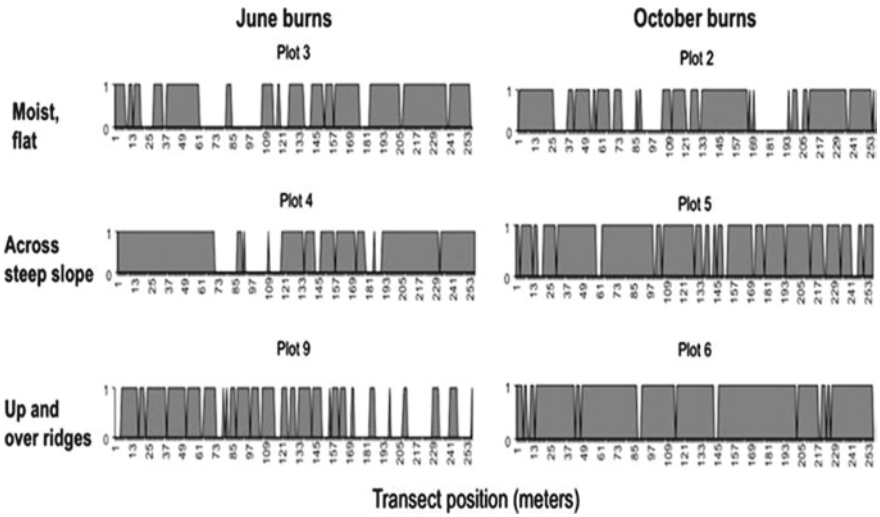 June burns October burns
Plot 3 Plot 2
Moist,
flat
1
0
1 13 25 37 49 61 73 85 97 109 121 133 145 157 169 181 193 205 217 229 241 253
1
0
1 13 25 37 49 61 73 85 97 109 121 133 145 157 169 181 193 205 217 229 241 253
Plot 4 Plot 5
Across
steep slope
1
0
1 13 25 37 49 61 73 85 97 109 121 133 145 157 169 181 193 205 217 229 241 253
1
0
1 13 25 37 49 61 73 85 97 109 121 133 145 157 169 181 193 205 217 229 241 253
Plot 9 Plot 6
Up and
over ridges
1
0
1 13 25 37 49 61 73 85 97 109 121 133 145 157 169 181 193 205 217 229 241 253
1
0
1 13 25 37 49 61 73 85 97 109 121 133 145 157 169 181 193 205 217 229 241 253
Transect position (meters)